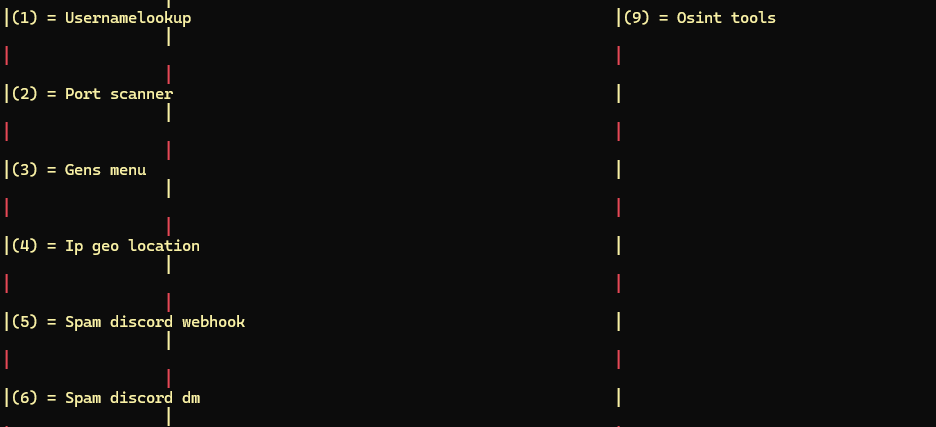 |(1) = Usernamelookup
|(9) = Osint tools
|(2) = Port scanner
|(3) = Gens menu
|(4) = Ip geo location
|(5) = Spam discord webhook
|(6) = Spam discord dm